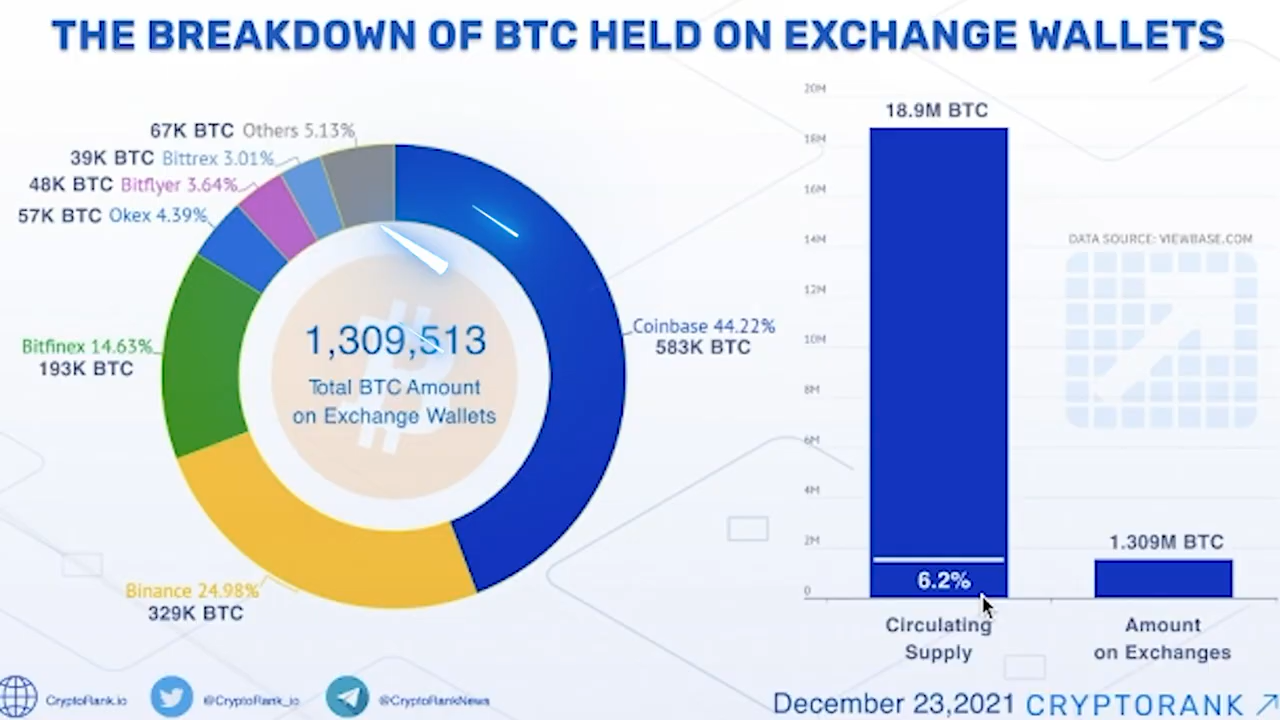 THE BREAKDOWN OF BTC HELD ON EXCHANGE WALLETS
67K BTC Others 5.13%
39K BTC Bittrex 3.01%
48K BTC Bitflyer 3.64%
57K BTC Okex 4.39%
Bitfinex 14.63%
193K BTC
Binance 24.98%
329K BTC
Coinbase 44.22%
583K BTC
1,309,513
Total BTC Amount
on Exchange Wallets
20M
18M
16M
14M
12M
10M
8M
6M
4M
2M
0
18.9M BTC
6.2%
Circulating
Supply
1.309M BTC
Amount
on Exchanges
DATA SOURCE: VIEWBASE.COM
CryptoRank.io
@CryptoRank_io
@CryptoRankNews
December 23,2021 CRYPTORANK